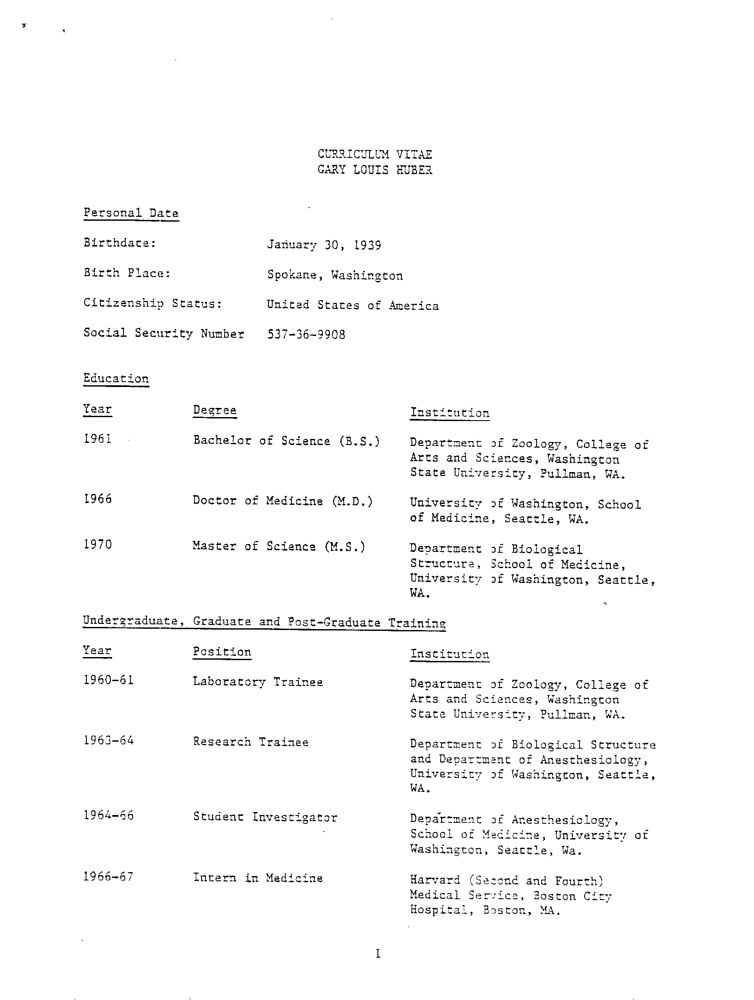 CURRICULUM VITAE
GARY LOUIS HUBER
Personal Date
Birthdate: January 30, 1939
Birth Place: Spokane, Washington
Citizenship Status: United States of America
Social Security Number 537-36-9908
Education
Year Degree Institution
1961 Bachelor of Science (B.S.) Department of Zoology, College of
Arts and Sciences, Washington
State University, Pullman, WA.
1966 Doctor of Medicine (M.D.) University of Washington, School
of Medicine, Seattle, WA.
1970 Master of Science (M.S.) Department of Biological
Structure, School of Medicine,
University of Washington, Seattle,
WA.
Undergraduate, Graduate and Post-Graduate Training
Year Position Institution
1960-61 Laboratory Trainee Department of Zoology, College of
Arts and Sciences, Washington
State University, Pullman, WA.
1963-64 Research Trainee Department of Biological Structure
and Department of Anesthesiology,
University of Washington, Seattle,
WA.
1964-66 Student Investigator Department of Anesthesiology,
School of Medicine, University of
Washington, Seattle, Wa.
1966-67 Intern in Medicine Harvard (Second and Fourth)
Medical Service, Boston City
Hospital, Boston, MA.
1